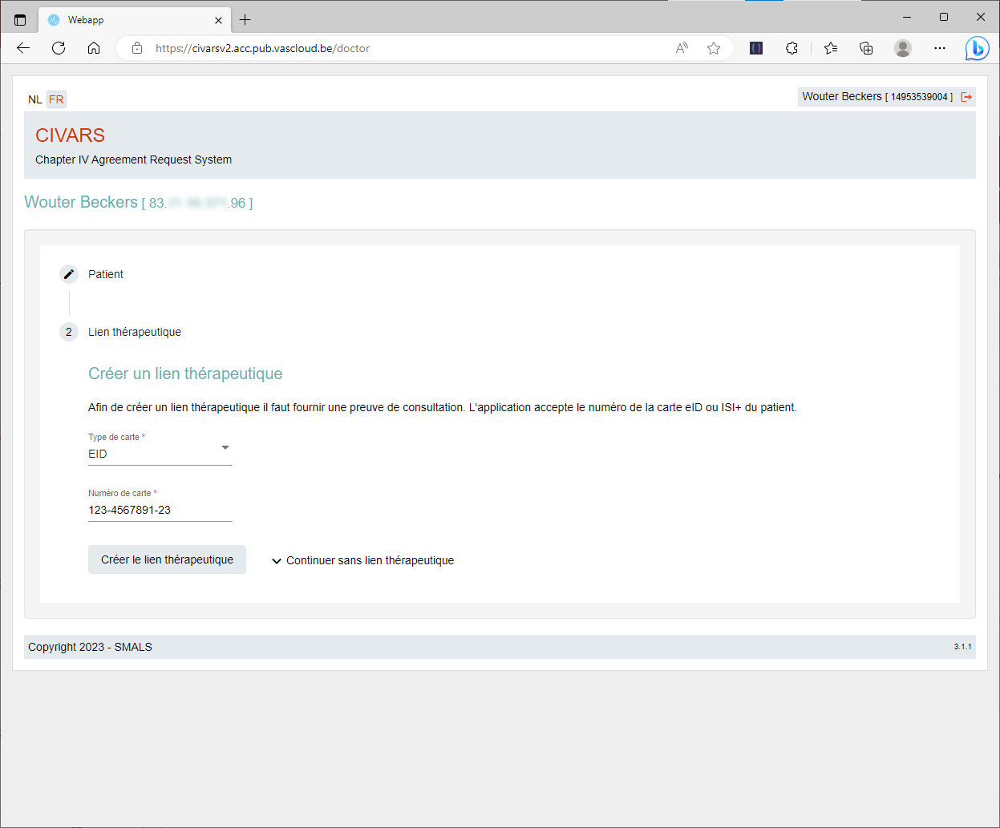 Webapp
https://civarsv2.acc.pub.vascloud.be/doctor
NL FR
Wouter Beckers [ 14953539004 ]
CIVARS
Chapter IV Agreement Request System
Wouter Beckers [ 83. .96 ]
Patient
2 Lien thérapeutique
Créer un lien thérapeutique
Afin de créer un lien thérapeutique il faut fournir une preuve de consultation. L'application accepte le numéro de la carte eID ou ISI+ du patient.
Type de carte *
EID
Numéro de carte *
123-4567891-23
Créer le lien thérapeutique
Continuer sans lien thérapeutique
Copyright 2023 - SMALS
3.1.1